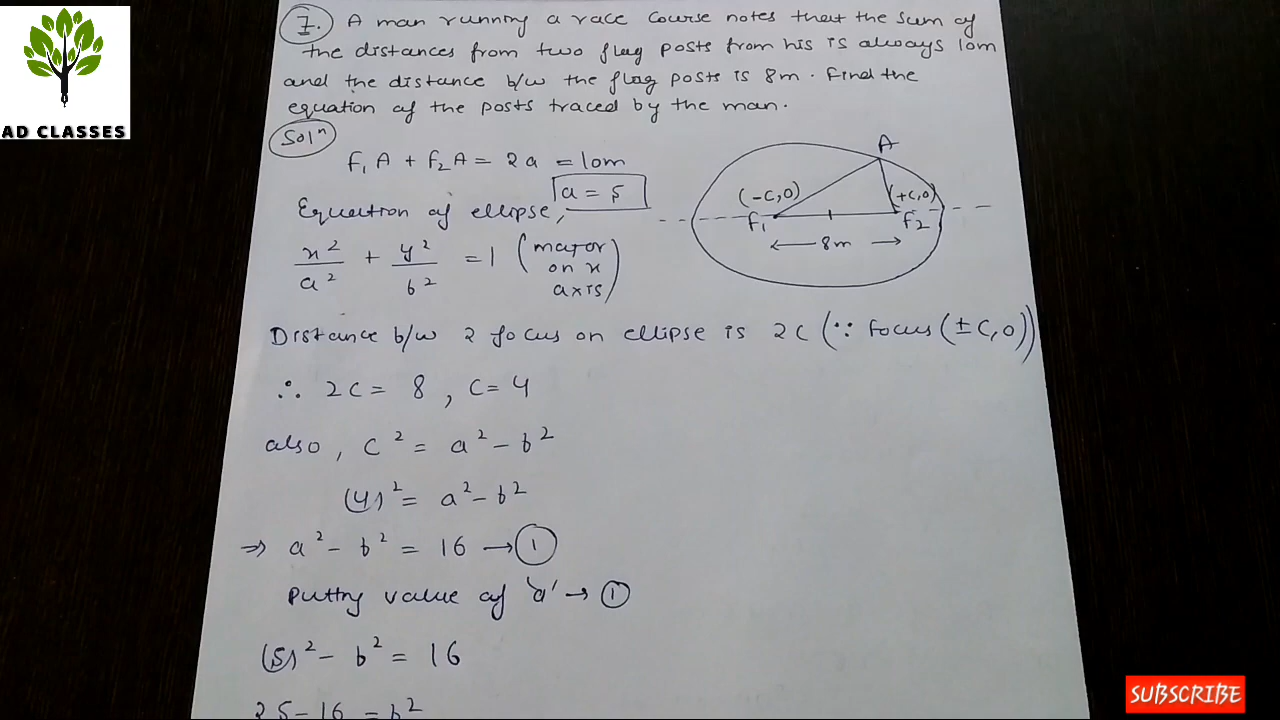 AD CLASSES
7. A man running a race course notes that the sum of
the distances from two flag posts from his is always 10m
and the distance b/w the flag posts is 8m. Find the
equation of the posts traced by the man.
Solⁿ
F₁A + F₂A = 2a = 10m
a = 5
Equation of ellipse,
x²/a² + y²/b² = 1 (major on x axis)
A
(-c,0)
(+c,0)
F₁
F₂
8m
Distance b/w 2 focus on ellipse is 2c (∵ focus (±c,0))
∴ 2c = 8, c = 4
also, c² = a² - b²
(4)² = a² - b²
⇒ a² - b² = 16 → ①
Putting value of 'a' → ①
(5)² - b² = 16
25 - 16 = b²
SUBSCRIBE